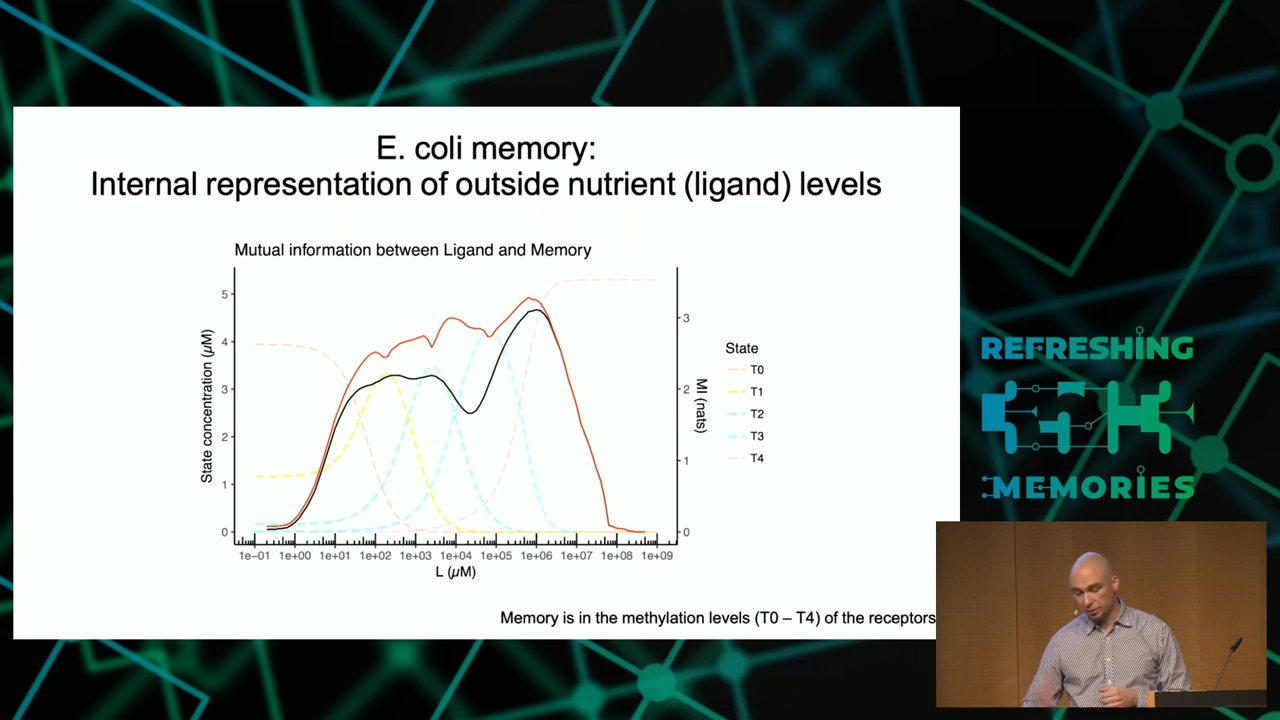 E. coli memory:
Internal representation of outside nutrient (ligand) levels
Mutual information between Ligand and Memory
State concentration (µM)
5
4
3
2
1
0
3
2
1
0
MI (nats)
1e−01 1e+00 1e+01 1e+02 1e+03 1e+04 1e+05 1e+06 1e+07 1e+08 1e+09
L (µM)
State
T0
T1
T2
T3
T4
Memory is in the methylation levels (T0 – T4) of the receptors
REFRESHING
MEMORIES